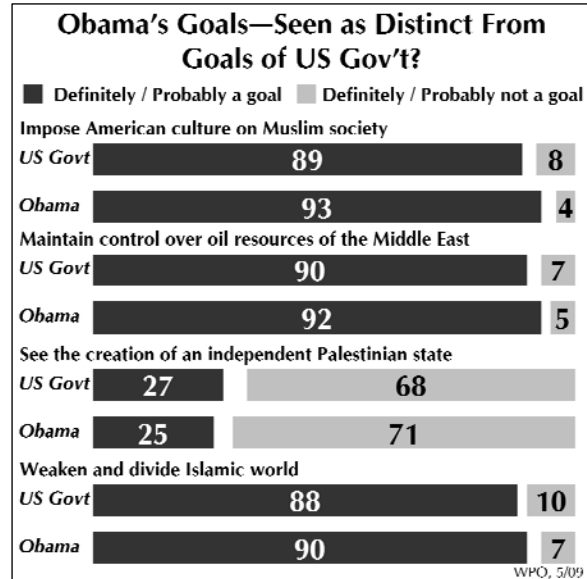 Obama's Goals—Seen as Distinct From
Goals of US Gov't?
Definitely / Probably a goal Definitely / Probably not a goal
Impose American culture on Muslim society
US Govt 89 8
Obama 93 4
Maintain control over oil resources of the Middle East
US Govt 90 7
Obama 92 5
See the creation of an independent Palestinian state
US Govt 27 68
Obama 25 71
Weaken and divide Islamic world
US Govt 88 10
Obama 90 7
WPO, 5/09